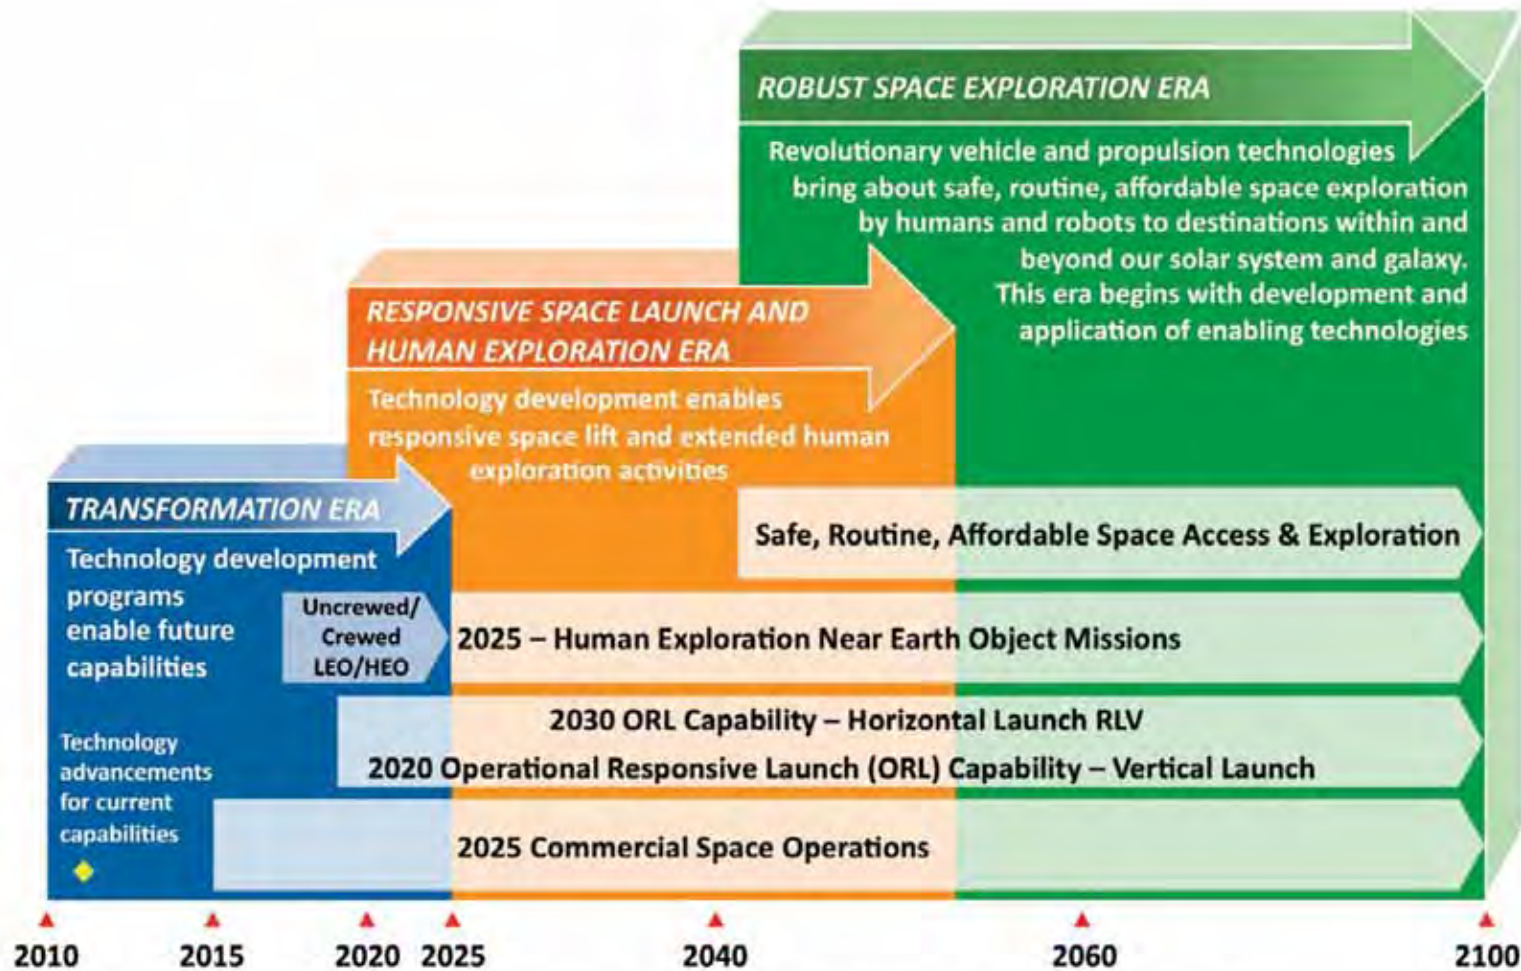 ROBUST SPACE EXPLORATION ERA
Revolutionary vehicle and propulsion technologies
bring about safe, routine, affordable space exploration
by humans and robots to destinations within and
beyond our solar system and galaxy.
This era begins with development and
application of enabling technologies
RESPONSIVE SPACE LAUNCH AND
HUMAN EXPLORATION ERA
Technology development enables
responsive space lift and extended human
exploration activities
TRANSFORMATION ERA
Technology development
programs
enable future
capabilities
Technology
advancements
for current
capabilities
Safe, Routine, Affordable Space Access & Exploration
Uncrewed/
Crewed
LEO/HEO
2025 – Human Exploration Near Earth Object Missions
2030 ORL Capability – Horizontal Launch RLV
2020 Operational Responsive Launch (ORL) Capability – Vertical Launch
2025 Commercial Space Operations
2010 2015 2020 2025 2040 2060 2100